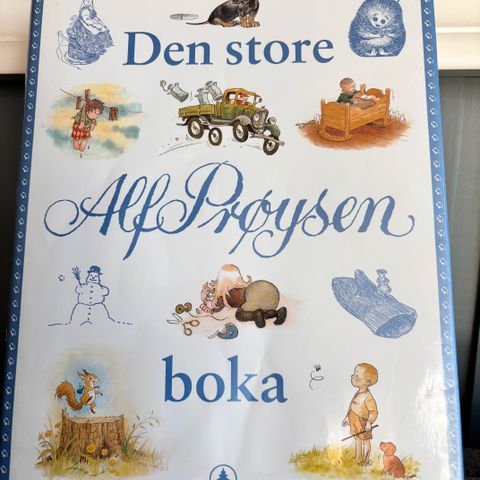 Den store
Alf Prøysen
boka